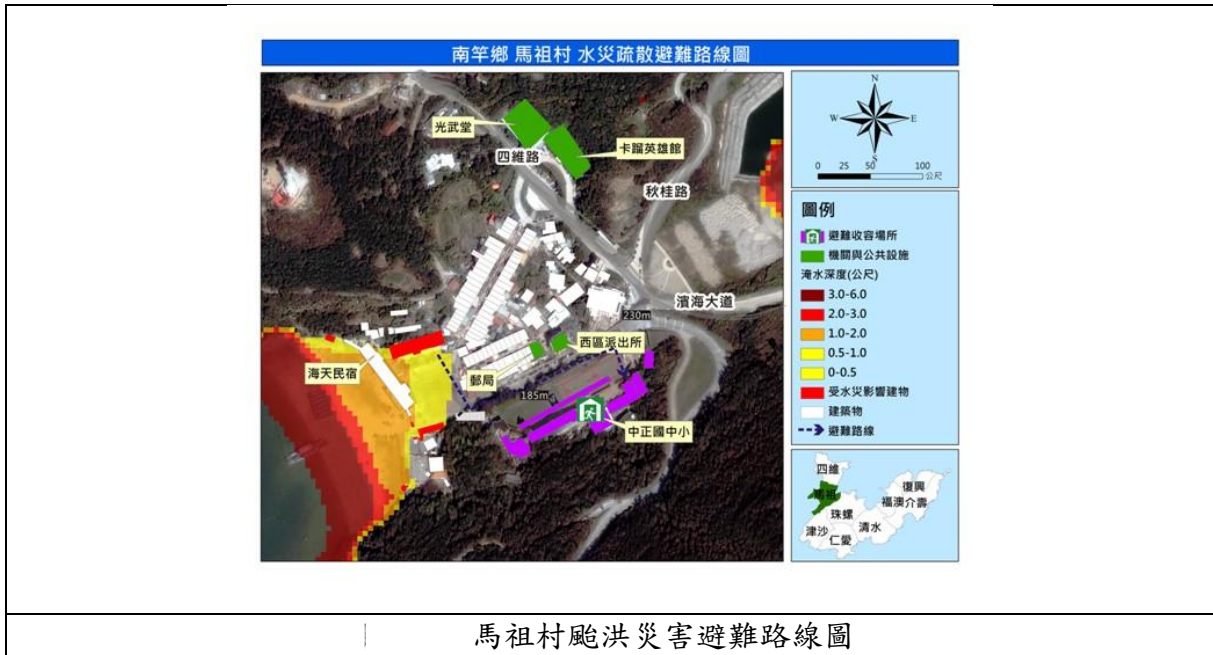 南竿鄉 馬祖村 水災疏散避難路線圖
光武堂
四維路
卡蹓英雄館
秋桂路
濱海大道
230m
西區派出所
郵局
海天民宿
185m
中正國中小
N
W
E
S
0 25 50 100
公尺
圖例
避難收容場所
機關與公共設施
淹水深度(公尺)
3.0-6.0
2.0-3.0
1.0-2.0
0.5-1.0
0-0.5
受水災影響建物
建築物
避難路線
四維
馬祖
復興
福澳
介壽
珠螺
清水
津沙
仁愛
馬祖村颱洪災害避難路線圖